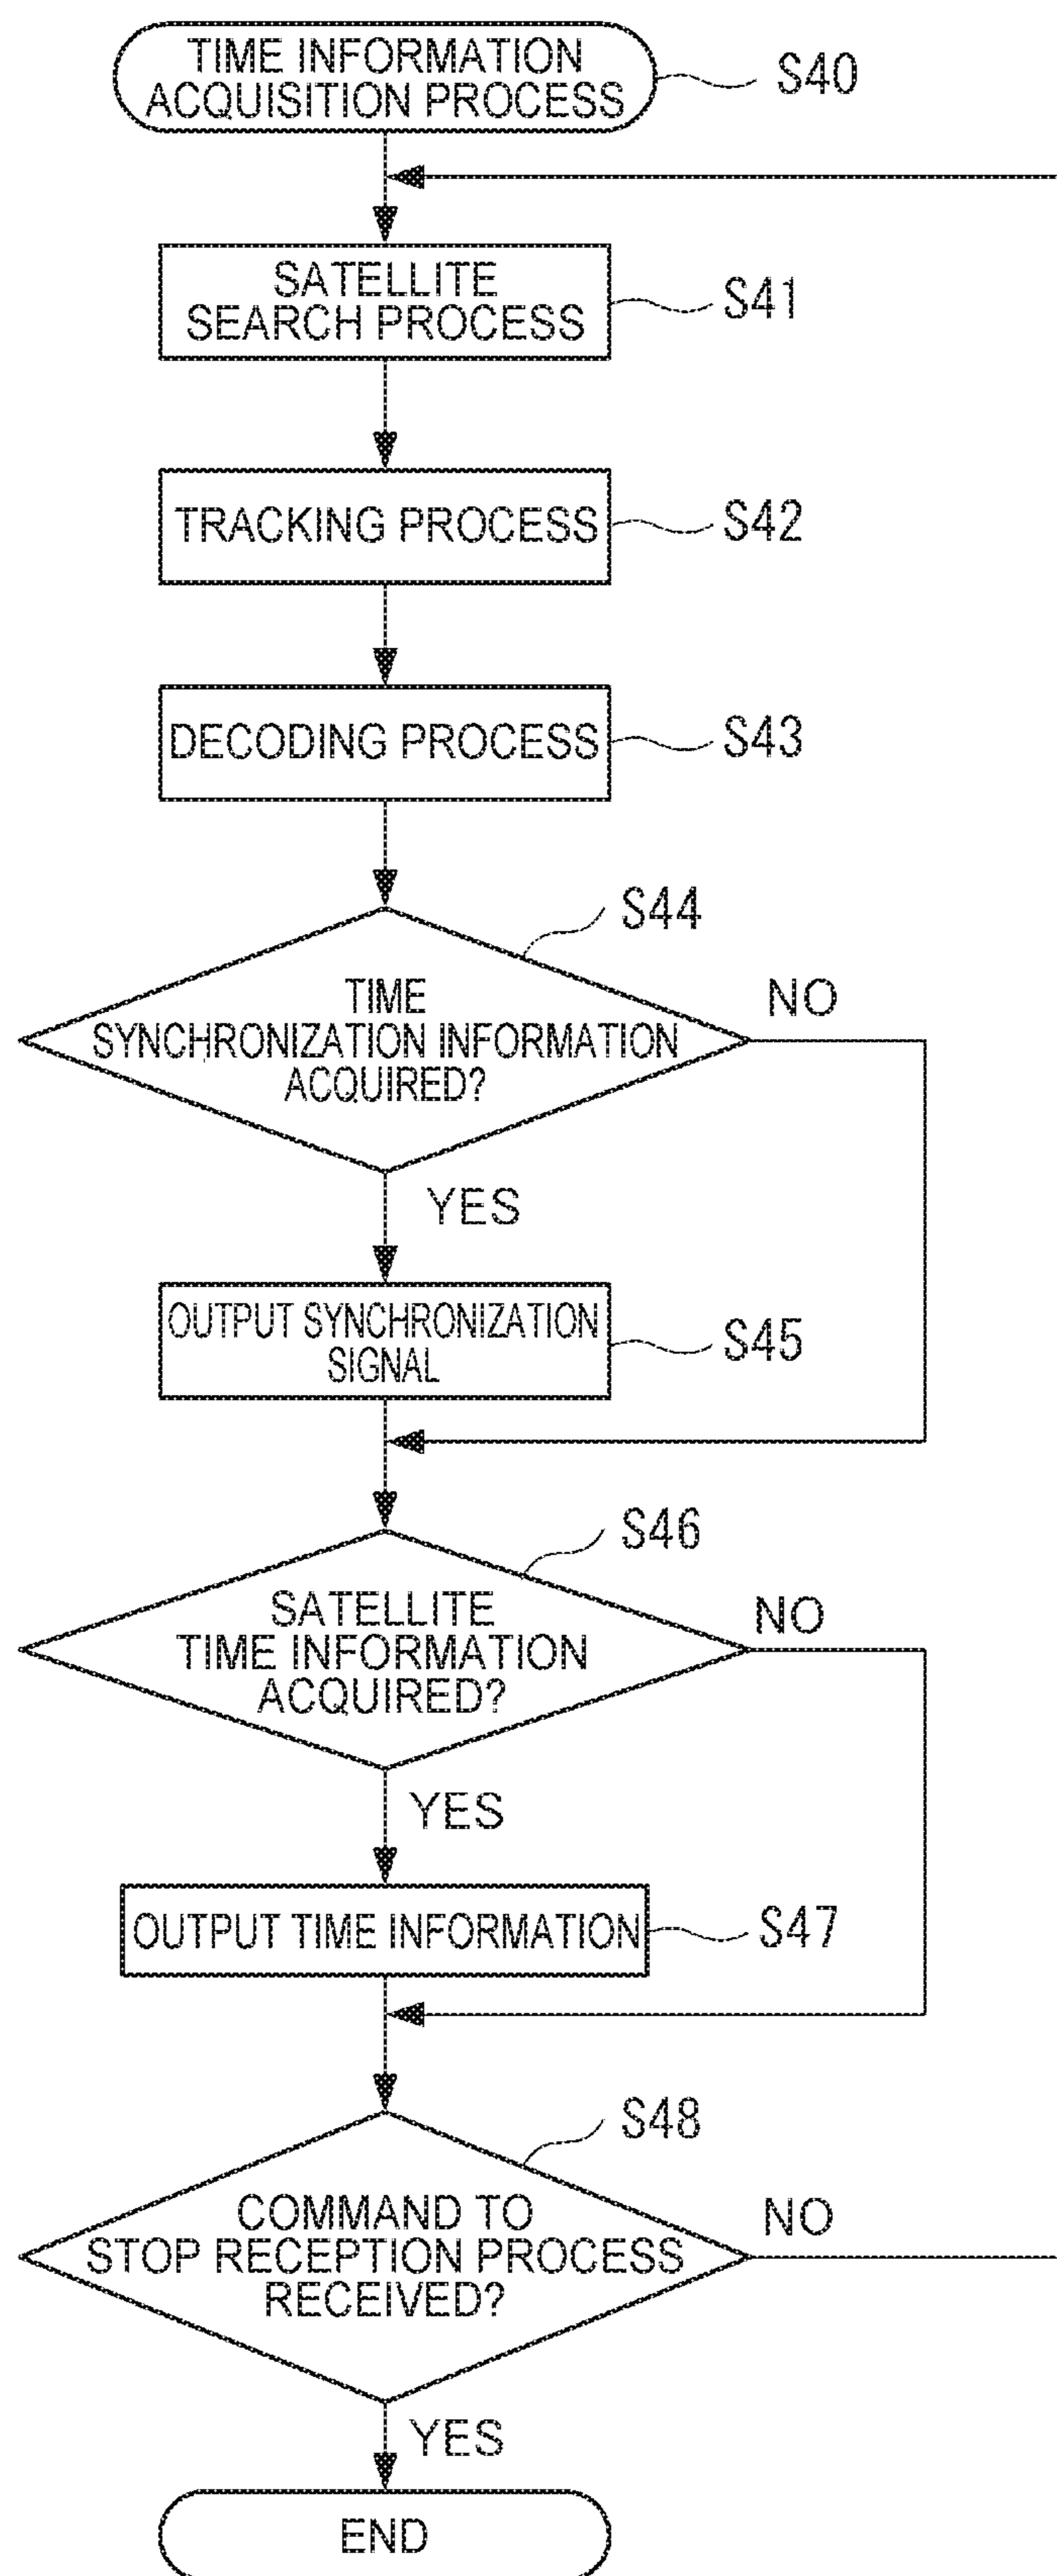 TIME INFORMATION
ACQUISITION PROCESS
S40
SATELLITE
SEARCH PROCESS
S41
TRACKING PROCESS
S42
DECODING PROCESS
S43
S44
TIME
SYNCHRONIZATION INFORMATION
ACQUIRED?
NO
YES
OUTPUT SYNCHRONIZATION
SIGNAL
S45
S46
SATELLITE
TIME INFORMATION
ACQUIRED?
NO
YES
OUTPUT TIME INFORMATION
S47
S48
COMMAND TO
STOP RECEPTION PROCESS
RECEIVED?
NO
YES
END